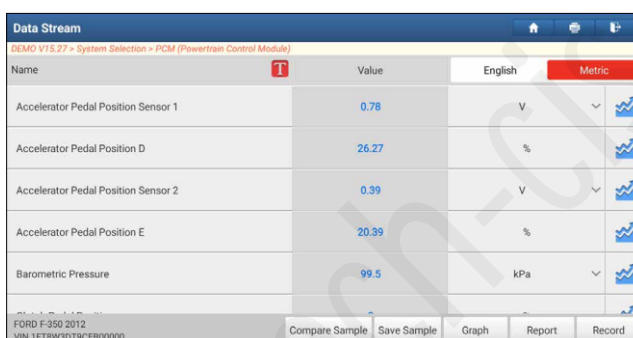 Data Stream
DEMO V15.27 > System Selection > PCM (Powertrain Control Module)
Name T Value English Metric
Accelerator Pedal Position Sensor 1 0.78 V
Accelerator Pedal Position D 26.27 %
Accelerator Pedal Position Sensor 2 0.39 V
Accelerator Pedal Position E 20.39 %
Barometric Pressure 99.5 kPa
FORD F-350 2012
Compare Sample Save Sample Graph Report Record